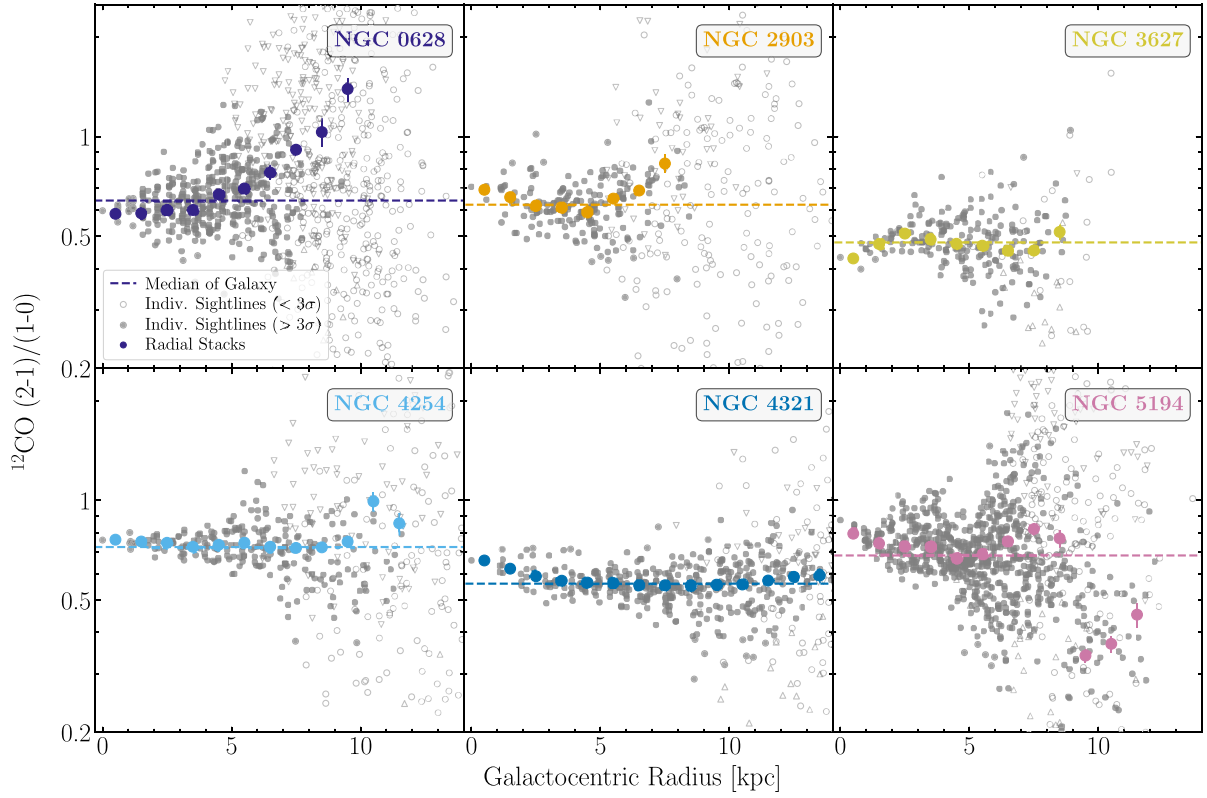 NGC 0628
NGC 2903
NGC 3627
1
0.5
0.2
Median of Galaxy
Indiv. Sightlines (< 3σ)
Indiv. Sightlines (> 3σ)
Radial Stacks
NGC 4254
NGC 4321
NGC 5194
1
0.5
0.2
¹²CO (2-1)/(1-0)
0 5 10 0 5 10 0 5 10
Galactocentric Radius [kpc]